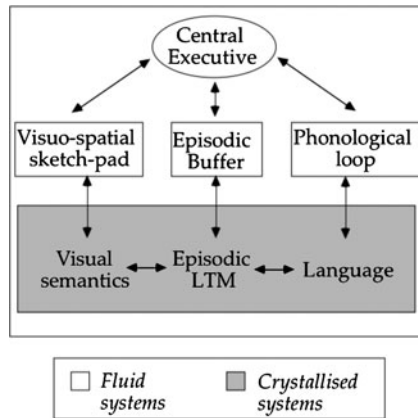 Central
Executive
Visuo-spatial
sketch-pad
Episodic
Buffer
Phonological
loop
Visual
semantics
Episodic
LTM
Language
Fluid
systems
Crystallised
systems